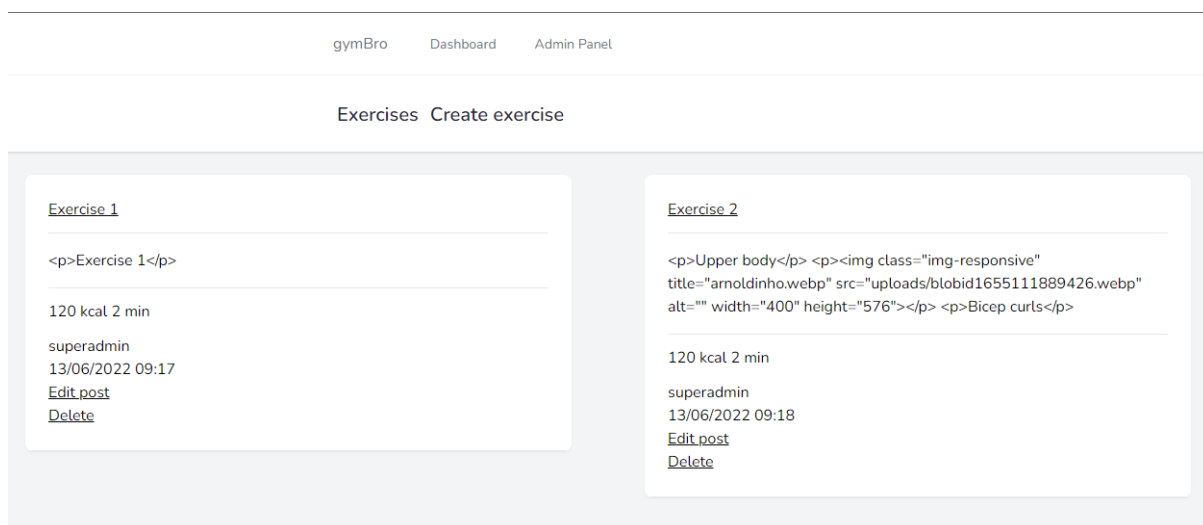 gymBro Dashboard Admin Panel
Exercises Create exercise
Exercise 1
<p>Exercise 1</p>
120 kcal 2 min
superadmin
13/06/2022 09:17
Edit post
Delete
Exercise 2
<p>Upper body</p> <p><img class="img-responsive"
title="arnoldinho.webp" src="uploads/blobid1655111889426.webp"
alt="" width="400" height="576"></p> <p>Bicep curls</p>
120 kcal 2 min
superadmin
13/06/2022 09:18
Edit post
Delete